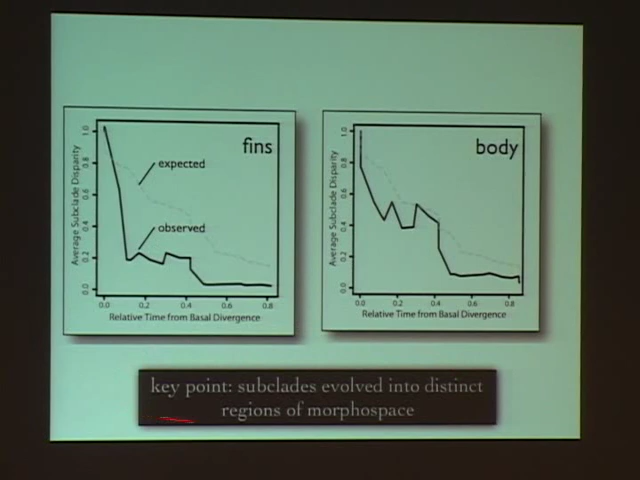 fins
expected
observed
Average Subclade Disparity
1.0
0.8
0.6
0.4
0.2
0.0
0.0 0.2 0.4 0.6 0.8
Relative Time from Basal Divergence
body
Average Subclade Disparity
1.0
0.8
0.6
0.4
0.2
0.0
0.0 0.2 0.4 0.6 0.8
Relative Time from Basal Divergence
key point: subclades evolved into distinct
regions of morphospace